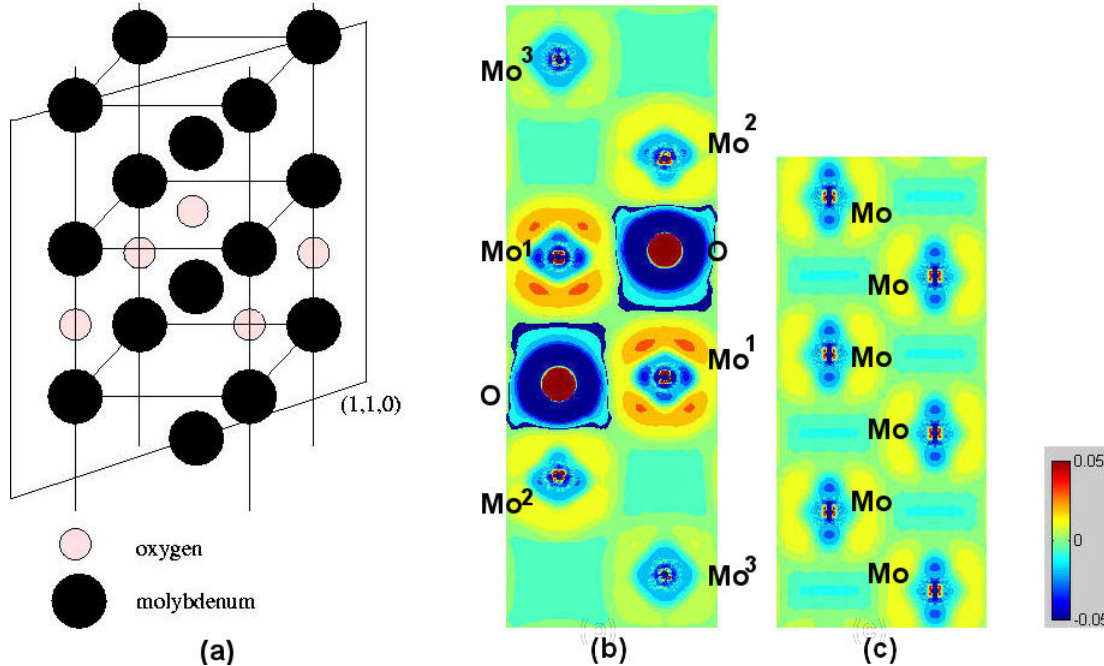 (1,1,0)
oxygen
molybdenum
(a)
Mo3
Mo2
Mo1
O
O
Mo1
Mo2
Mo3
(b)
Mo
Mo
Mo
Mo
Mo
Mo
(c)
0.05
0
-0.05